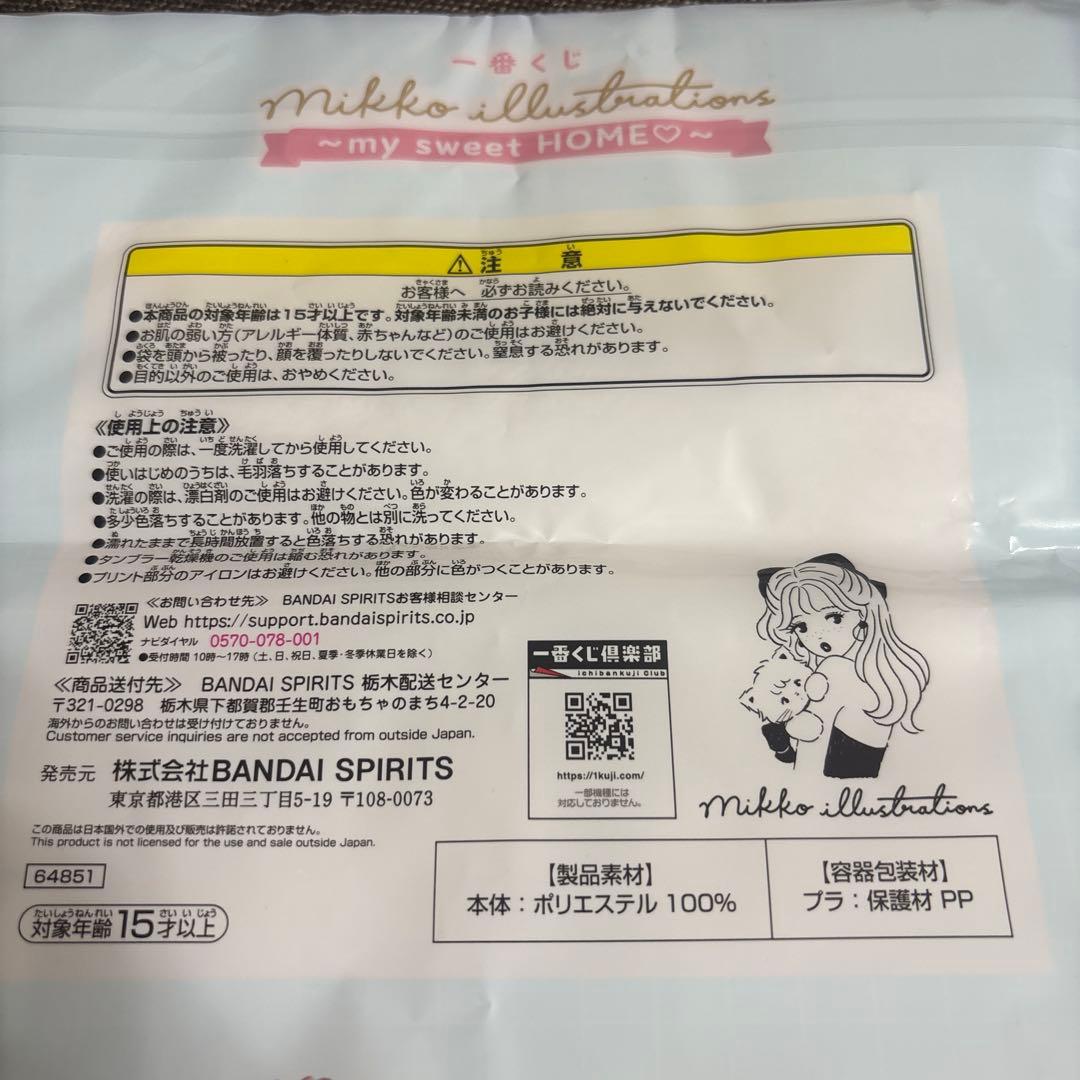 一番くじ
mikko illustrations
~my sweet HOME♡~
⚠注意
お客様へ 必ずお読みください。
●本商品の対象年齢は15才以上です。対象年齢未満のお子様には絶対に与えないでください。
●お肌の弱い方(アレルギー体質、赤ちゃんなど)のご使用はお避けください。
●袋を頭から被ったり、顔を覆ったりしないでください。窒息する恐れがあります。
●目的以外のご使用は、おやめください。
《使用上の注意》
●ご使用の際は、一度洗濯してから使用してください。
●使いはじめのうちは、毛羽落ちすることがあります。
●洗濯の際は、漂白剤のご使用はお避けください。色が変わることがあります。
●多少色落ちすることがあります。他の物とは別に洗ってください。
●濡れたままで長時間放置すると色落ちする恐れがあります。
●タンブラー乾燥機のご使用は縮む恐れがあります。
●プリント部分のアイロンはお避けください。他の部分に色がつくことがあります。
≪お問い合わせ先≫ BANDAI SPIRITSお客様相談センター
Web https://support.bandaispirits.co.jp
ナビダイヤル 0570-078-001
●受付時間 10時〜17時(土、日、祝日、夏季・冬季休業日を除く)
≪商品送付先≫ BANDAI SPIRITS 栃木配送センター
〒321-0298 栃木県下都賀郡壬生町おもちゃのまち4-2-20
海外からのお問い合わせは受け付けておりません。
Customer service inquiries are not accepted from outside Japan.
発売元 株式会社BANDAI SPIRITS
東京都港区三田三丁目5-19 〒108-0073
この商品は日本国外での使用及び販売は許諾されておりません。
This product is not licensed for the use and sale outside Japan.
64851
対象年齢15才以上
一番くじ倶楽部
ichibankuji Club
https://1kuji.com/
一部機種には
対応しておりません。
mikko illustrations
【製品素材】
本体：ポリエステル 100%
【容器包装材】
プラ：保護材 PP